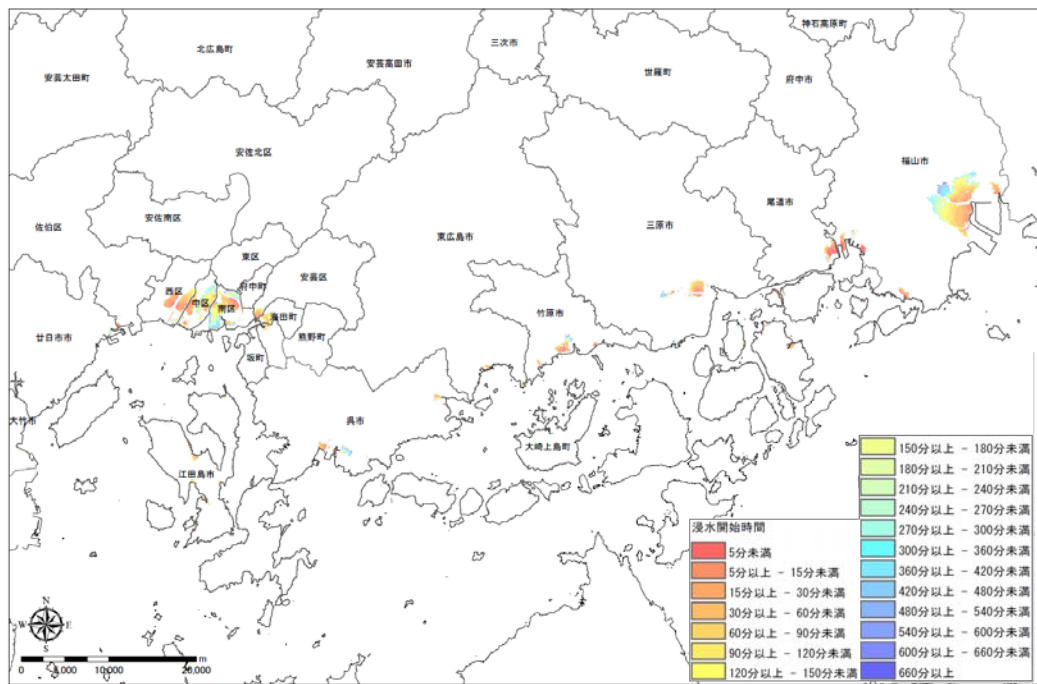 神石高原町
三次市
北広島町
安芸高田市
安芸太田町
世羅町
府中市
安佐北区
福山市
安佐南区
尾道市
佐伯区
三原市
東広島市
東区
安芸区
西区
府中町
中区
南区
海田町
竹原市
廿日市市
熊野町
坂町
大竹市
呉市
大崎上島町
江田島市
浸水開始時間
5分未満
5分以上 - 15分未満
15分以上 - 30分未満
30分以上 - 60分未満
60分以上 - 90分未満
90分以上 - 120分未満
120分以上 - 150分未満
150分以上 - 180分未満
180分以上 - 210分未満
210分以上 - 240分未満
240分以上 - 270分未満
270分以上 - 300分未満
300分以上 - 360分未満
360分以上 - 420分未満
420分以上 - 480分未満
480分以上 - 540分未満
540分以上 - 600分未満
600分以上 - 660分未満
660分以上
N
W E
S
0 5,000 10,000 20,000 m